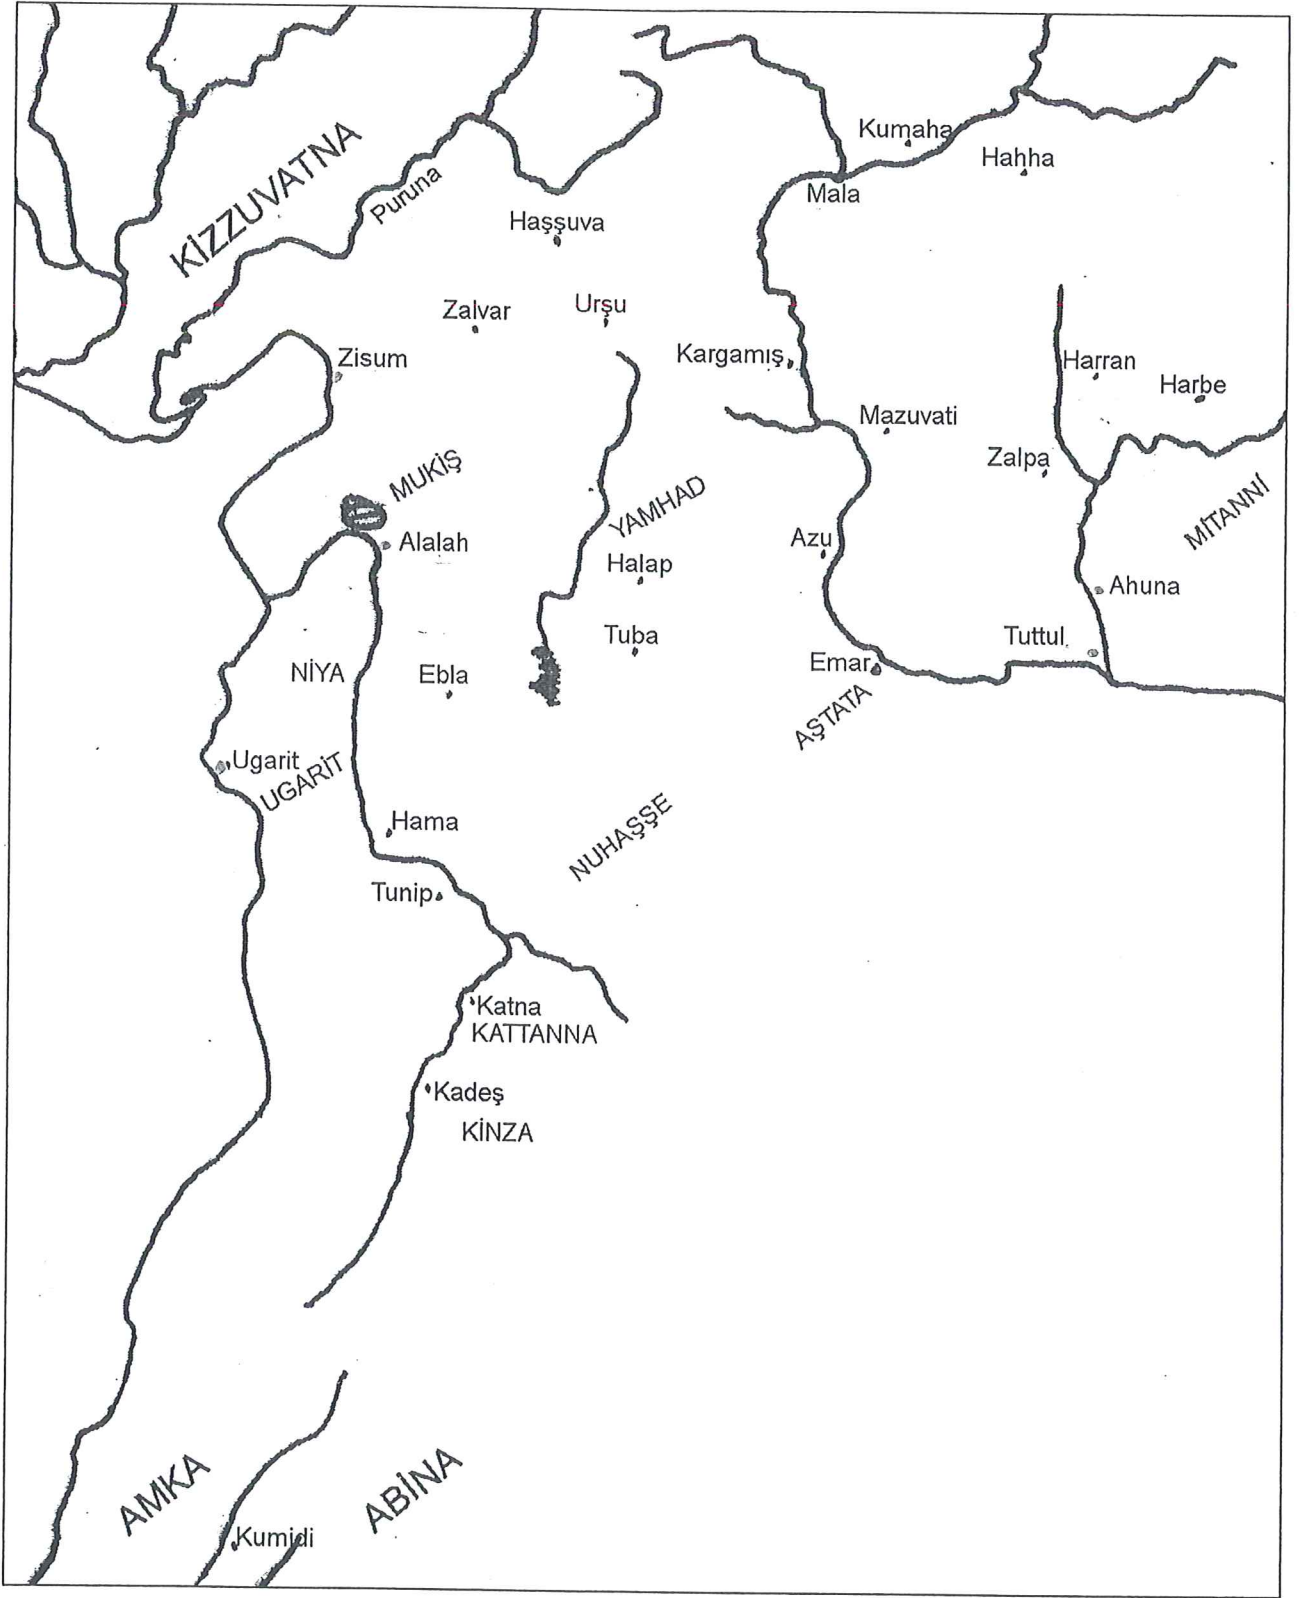 Kumaha
Hahha
KİZZUVATNA
Puruna
Mala
Haşşuva
Zalvar
Urşu
Zisum
Kargamış
Harran
Harbe
Mazuvati
Zalpa
MUKİŞ
YAMHAD
MİTANNİ
Alalah
Azu
Halap
Ahuna
Tuba
Tuttul
NİYA
Ebla
Emar
AŞTATA
Ugarit
UGARİT
Hama
NUHAŞŞE
Tunip
Katna
KATTANNA
Kadeş
KİNZA
AMKA
ABİNA
Kumidi